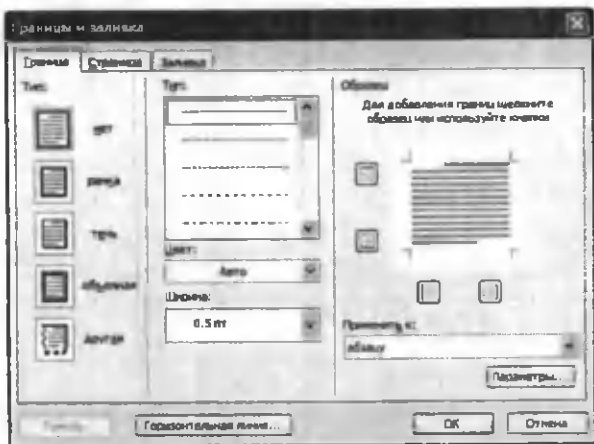 Границы и заливка
Граница Страница Заливка
Тип:
нет
рамка
тень
объемная
другая
Тип:
Цвет:
Авто
Ширина:
0.5 пт
Образец
Для добавления границ щелкните
образец или используйте кнопки
Применить к:
абзацу
Параметры...
Горизонтальная линия...
ОК
Отмена